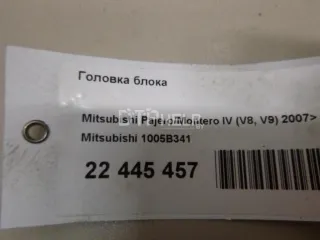 Головка блока
Mitsubishi Pajero/Montero IV (V8, V9) 2007>
Mitsubishi 1005B341
22 445 457